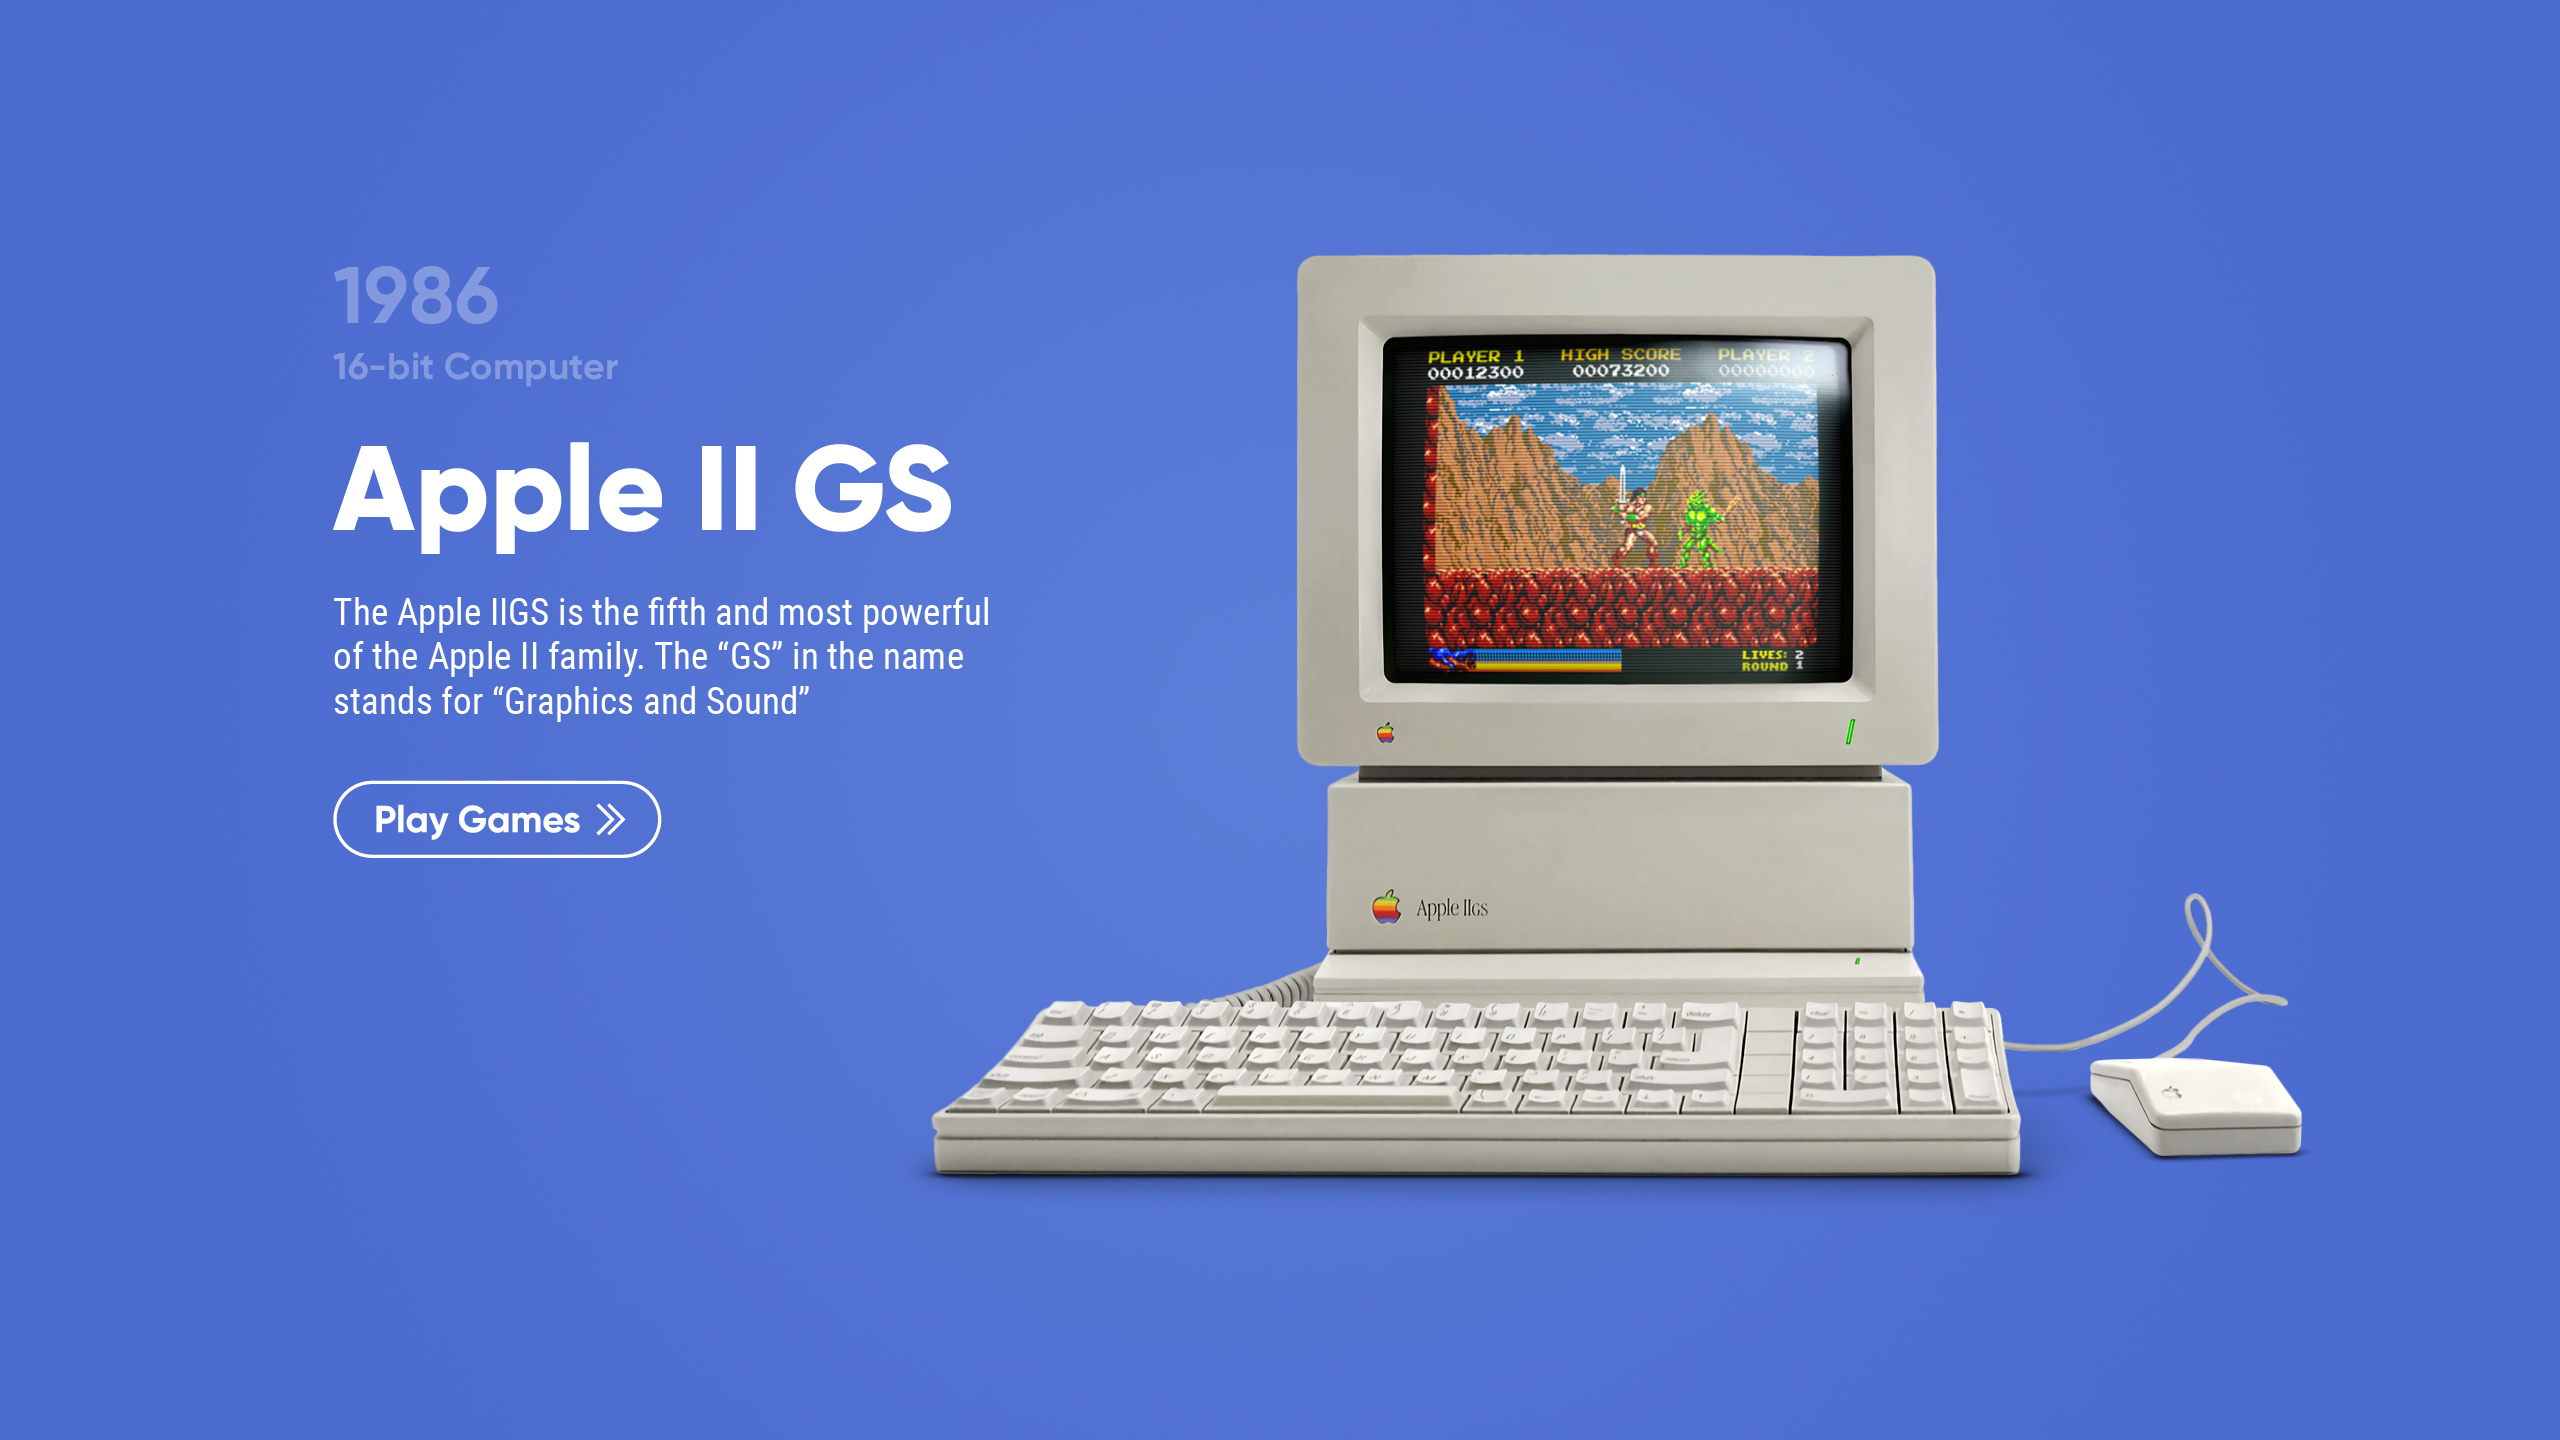 1986
16-bit Computer
Apple II GS
The Apple IIGS is the fifth and most powerful
of the Apple II family. The “GS” in the name
stands for “Graphics and Sound”
Play Games
PLAYER 1 HIGH SCORE PLAYER 2
00012300 00073200 00000000
LIVES: 2
ROUND 1
Apple IIGS
delete